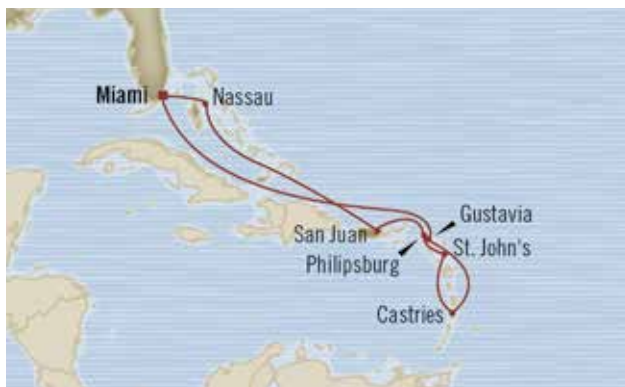 Miami
Nassau
Gustavia
San Juan
St. John's
Philipsburg
Castries